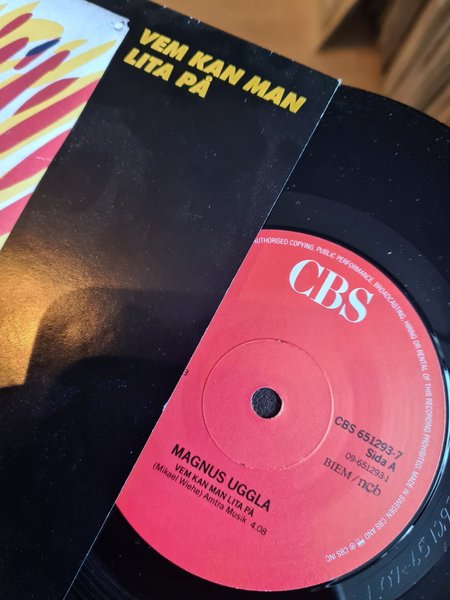 VEM KAN MAN
LITA PÅ
AUTHORISED COPYING, PUBLIC PERFORMANCE, BROADCASTING, HIRING OR RENTAL OF THIS RECORDING PROHIBITED. MADE IN SWEDEN. CBS AND
CBS
CBS 651293-7
Sida A
09-651293-1
BIEM/ncb
MAGNUS UGGLA
VEM KAN MAN LITA PÅ
(Mikael Wiehe) Amtra Musik 4.08
CBS INC